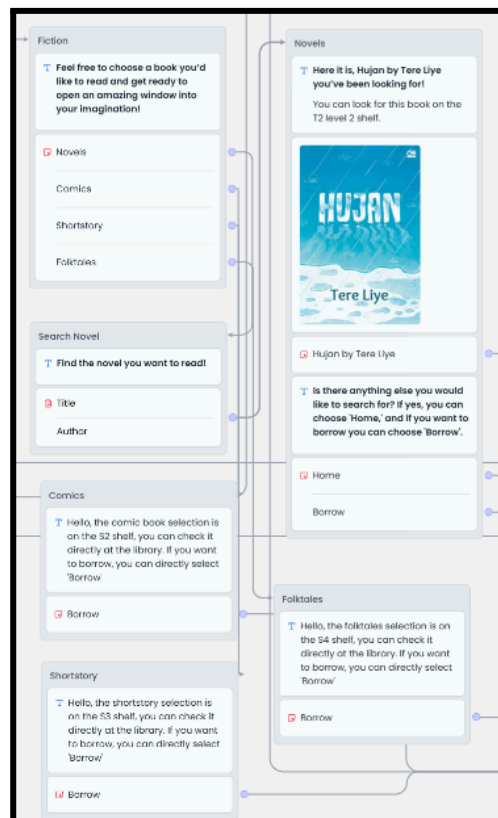 Fiction
Feel free to choose a book you'd
like to read and get ready to
open an amazing window into
your imagination!
Novels
Comics
Shortstory
Folktales
Search Novel
Find the novel you want to read!
Title
Author
Comics
Hello, the comic book selection is
on the S2 shelf, you can check it
directly at the library. If you want
to borrow, you can directly select
'Borrow'
Borrow
Shortstory
Hello, the shortstory selection is
on the S3 shelf, you can check it
directly at the library. If you want
to borrow, you can directly select
'Borrow'
Borrow
Novels
Here it is, Hujan by Tere Liye
you've been looking for!
You can look for this book on the
T2 level 2 shelf.
HUJAN
Tere Liye
Hujan by Tere Liye
Is there anything else you would
like to search for? If yes, you can
choose 'Home,' and if you want to
borrow you can choose 'Borrow'.
Home
Borrow
Folktales
Hello, the folktales selection is on
the S4 shelf, you can check it
directly at the library. If you want
to borrow, you can directly select
'Borrow'
Borrow